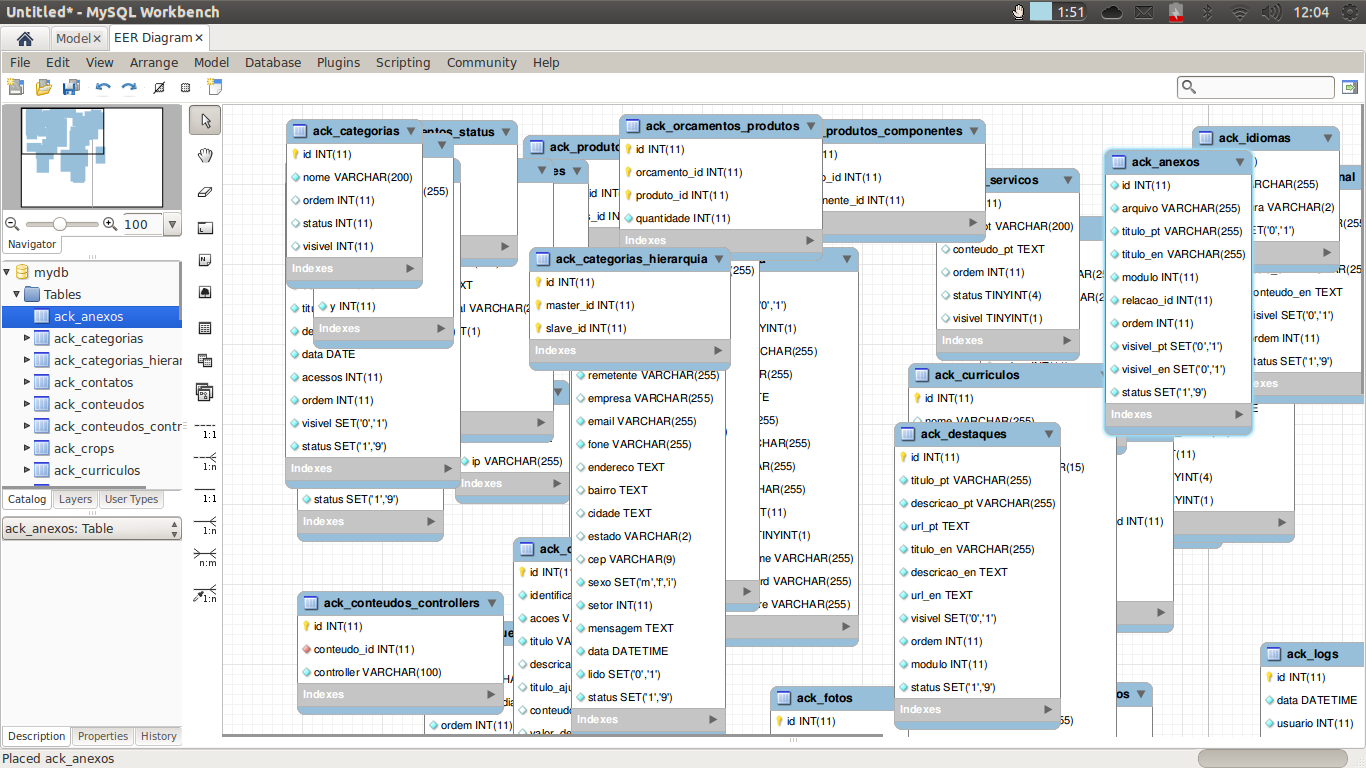 Untitled* - MySQL Workbench
1:51
12:04
Model×
EER Diagram×
File Edit View Arrange Model Database Plugins Scripting Community Help
100
Navigator
mydb
Tables
ack_anexos
ack_categorias
ack_categorias_hierar
ack_contatos
ack_conteudos
ack_conteudos_contr
ack_crops
ack_curriculos
Catalog Layers User Types
ack_anexos: Table
Description Properties History
Placed ack_anexos
1:1
1:n
1:1
1:n
n:m
1:n
ack_categorias
id INT(11)
nome VARCHAR(200)
ordem INT(11)
status INT(11)
visivel INT(11)
Indexes
y INT(11)
Indexes
data DATE
acessos INT(11)
ordem INT(11)
visivel SET('0','1')
status SET('1','9')
Indexes
status SET('1','9')
Indexes
ack_conteudos_controllers
id INT(11)
conteudo_id INT(11)
controller VARCHAR(100)
Indexes
ordem INT(11)
ip VARCHAR(255)
Indexes
ack_orcamentos_produtos
id INT(11)
orcamento_id INT(11)
produto_id INT(11)
quantidade INT(11)
Indexes
ack_categorias_hierarquia
id INT(11)
master_id INT(11)
slave_id INT(11)
Indexes
remetente VARCHAR(255)
empresa VARCHAR(255)
email VARCHAR(255)
fone VARCHAR(255)
endereco TEXT
bairro TEXT
cidade TEXT
estado VARCHAR(2)
cep VARCHAR(9)
sexo SET('m','f','i')
setor INT(11)
mensagem TEXT
data DATETIME
lido SET('0','1')
status SET('1','9')
Indexes
produtos_componentes
_servicos
conteudo_pt TEXT
ordem INT(11)
status TINYINT(4)
visivel TINYINT(1)
Indexes
ack_curriculos
id INT(11)
ack_destaques
id INT(11)
titulo_pt VARCHAR(255)
descricao_pt VARCHAR(255)
url_pt TEXT
titulo_en VARCHAR(255)
descricao_en TEXT
url_en TEXT
visivel SET('0','1')
ordem INT(11)
modulo INT(11)
status SET('1','9')
Indexes
ack_fotos
id INT(11)
ack_idiomas
ack_anexos
id INT(11)
arquivo VARCHAR(255)
titulo_pt VARCHAR(255)
titulo_en VARCHAR(255)
modulo INT(11)
relacao_id INT(11)
ordem INT(11)
visivel_pt SET('0','1')
visivel_en SET('0','1')
status SET('1','9')
Indexes
ack_logs
id INT(11)
data DATETIME
usuario INT(11)